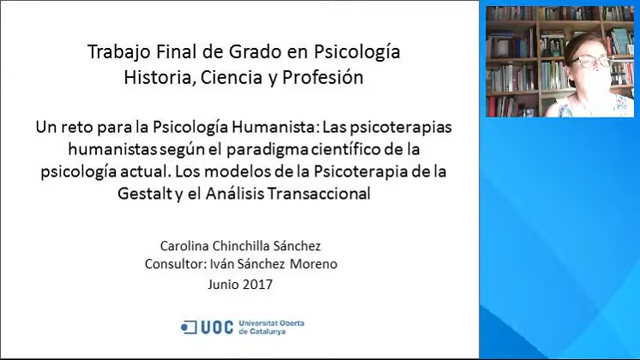 Trabajo Final de Grado en Psicología
Historia, Ciencia y Profesión
Un reto para la Psicología Humanista: Las psicoterapias
humanistas según el paradigma científico de la
psicología actual. Los modelos de la Psicoterapia de la
Gestalt y el Análisis Transaccional
Carolina Chinchilla Sánchez
Consultor: Iván Sánchez Moreno
Junio 2017
UOC Universitat Oberta
de Catalunya